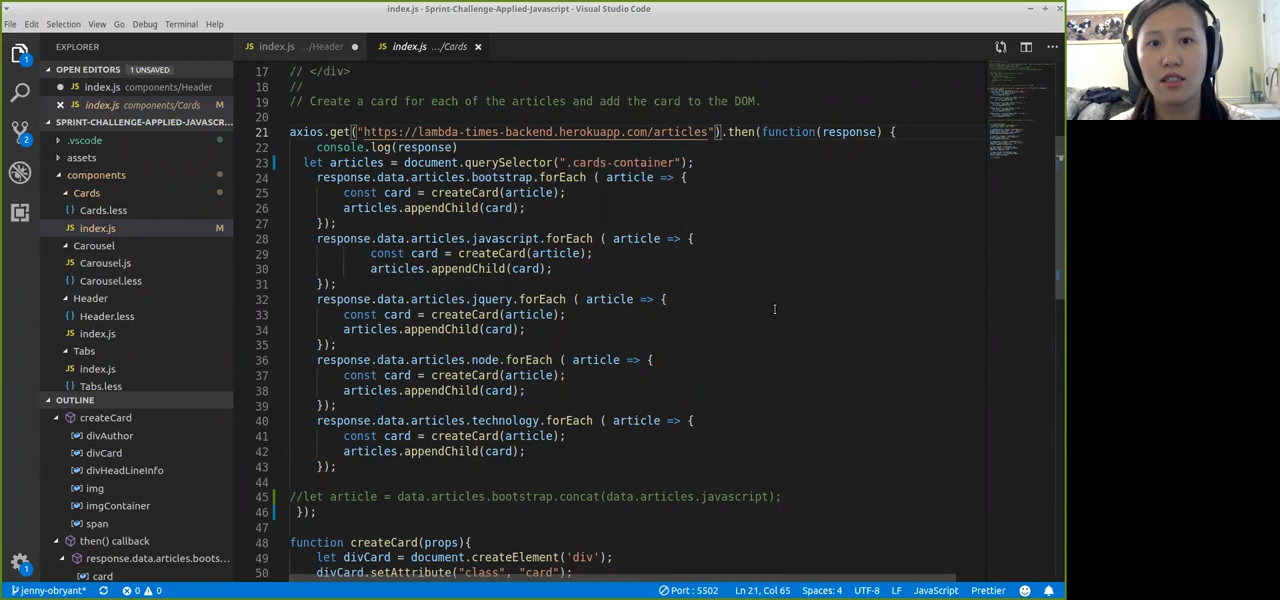 index.js - Sprint-Challenge-Applied-Javascript - Visual Studio Code
File Edit Selection View Go Debug Terminal Help
EXPLORER
OPEN EDITORS 1 UNSAVED
index.js components/Header
index.js components/Cards
SPRINT-CHALLENGE-APPLIED-JAVASCR...
.vscode
assets
components
Cards
Cards.less
JS index.js M
Carousel
JS Carousel.js
Carousel.less
Header
Header.less
JS index.js
Tabs
JS index.js
Tabs.less
OUTLINE
createCard
divAuthor
divCard
divHeadLineInfo
img
imgContainer
span
then() callback
response.data.articles.boots...
card
JS index.js .../Header
JS index.js .../Cards
17 // </div>
18 //
19 // Create a card for each of the articles and add the card to the DOM.
20
21 axios.get("https://lambda-times-backend.herokuapp.com/articles").then(function(response) {
22 console.log(response)
23 let articles = document.querySelector(".cards-container");
24 response.data.articles.bootstrap.forEach ( article => {
25 const card = createCard(article);
26 articles.appendChild(card);
27 });
28 response.data.articles.javascript.forEach ( article => {
29 const card = createCard(article);
30 articles.appendChild(card);
31 });
32 response.data.articles.jquery.forEach ( article => {
33 const card = createCard(article);
34 articles.appendChild(card);
35 });
36 response.data.articles.node.forEach ( article => {
37 const card = createCard(article);
38 articles.appendChild(card);
39 });
40 response.data.articles.technology.forEach ( article => {
41 const card = createCard(article);
42 articles.appendChild(card);
43 });
44
45 //let article = data.articles.bootstrap.concat(data.articles.javascript);
46 });
47
48 function createCard(props){
49 let divCard = document.createElement('div');
50 divCard.setAttribute("class", "card");
jenny-obryant* 0 0 Port : 5502 Ln 21, Col 65 Spaces: 4 UTF-8 LF JavaScript Prettier